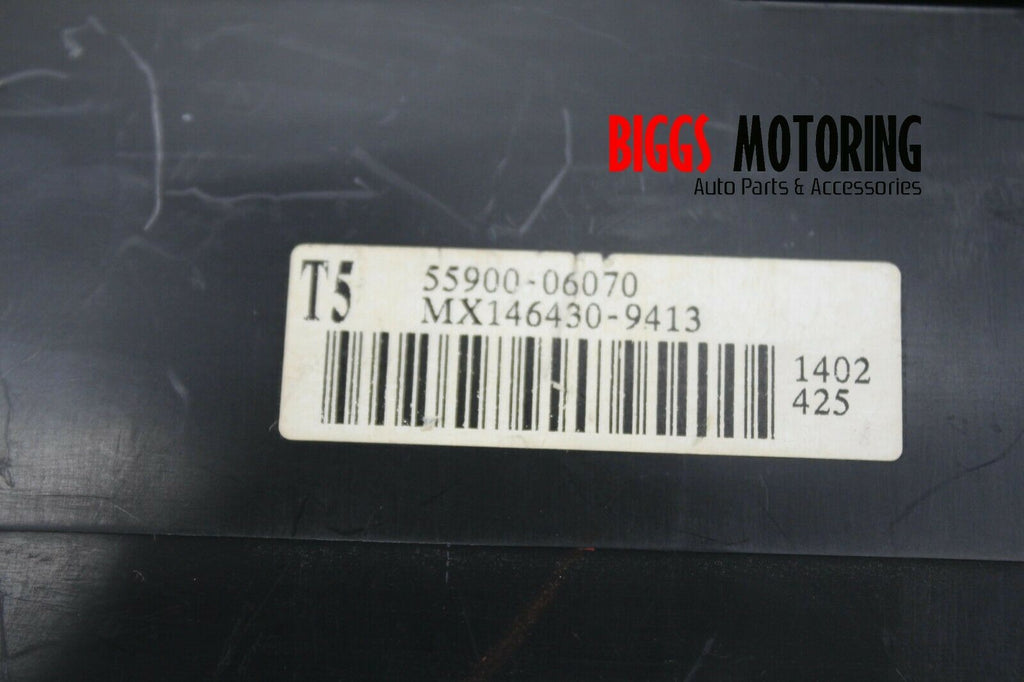 BIGGS MOTORING
Auto Parts & Accessories
T5 55900-06070
MX146430-9413
1402
425